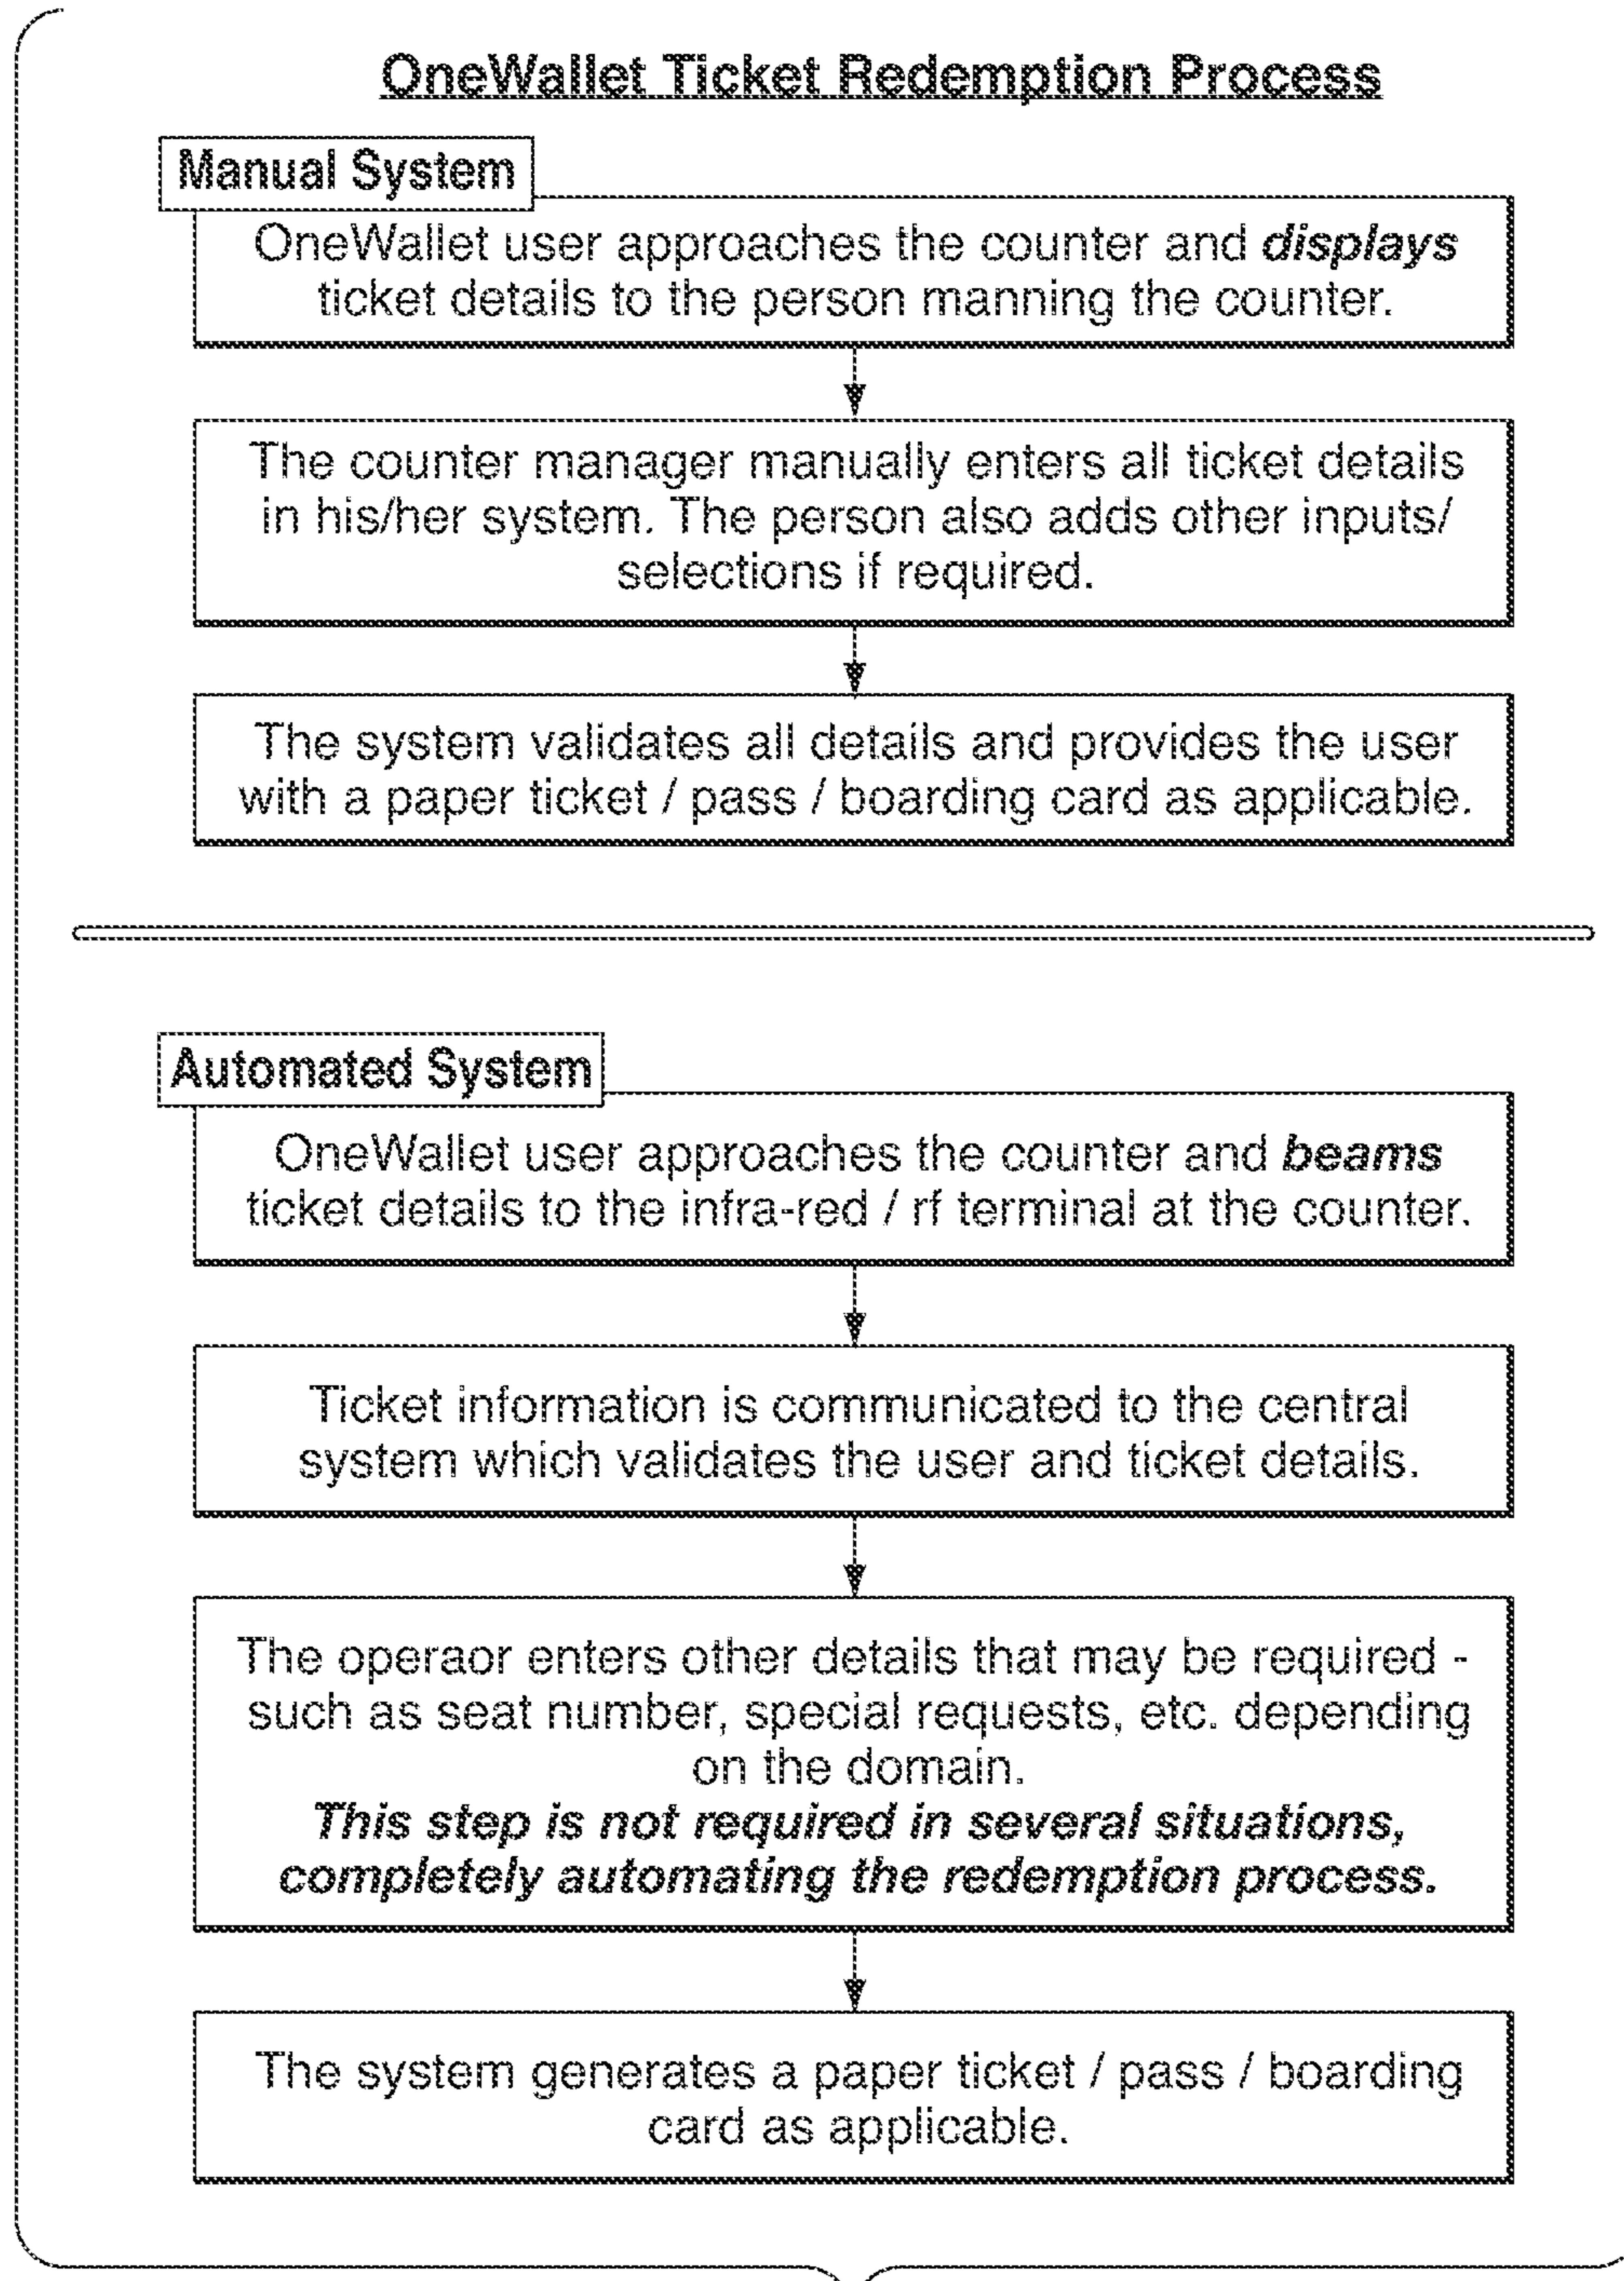 OneWallet Ticket Redemption Process
Manual System
OneWallet user approaches the counter and displays
ticket details to the person manning the counter.
The counter manager manually enters all ticket details
in his/her system. The person also adds other inputs/
selections if required.
The system validates all details and provides the user
with a paper ticket / pass / boarding card as applicable.
Automated System
OneWallet user approaches the counter and beams
ticket details to the infra-red / rf terminal at the counter.
Ticket information is communicated to the central
system which validates the user and ticket details.
The operaor enters other details that may be required -
such as seat number, special requests, etc. depending
on the domain.
This step is not required in several situations,
completely automating the redemption process.
The system generates a paper ticket / pass / boarding
card as applicable.